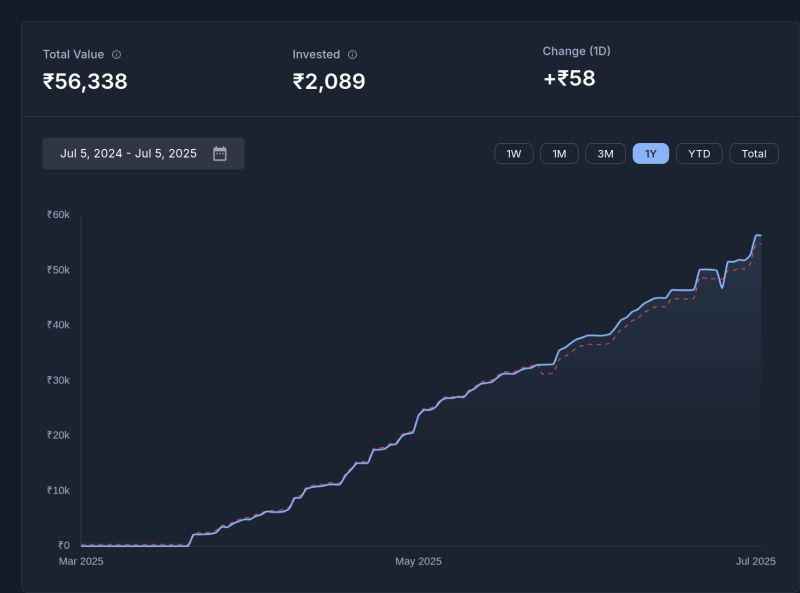 Total Value
₹56,338
Invested
₹2,089
Change (1D)
+₹58
Jul 5, 2024 - Jul 5, 2025
1W
1M
3M
1Y
YTD
Total
₹60k
₹50k
₹40k
₹30k
₹20k
₹10k
₹0
Mar 2025
May 2025
Jul 2025